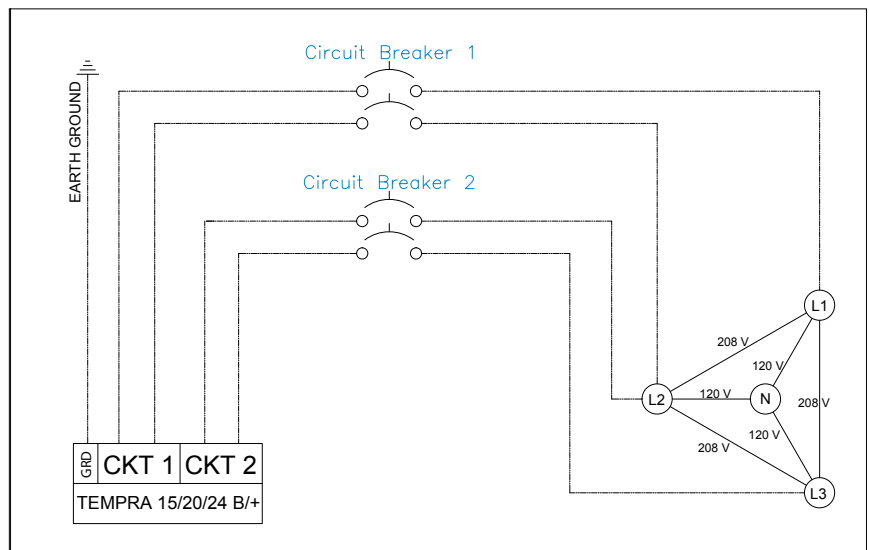 Circuit Breaker 1
EARTH GROUND
Circuit Breaker 2
L1
208 V
120 V
L2
120 V
N
208 V
120 V
208 V
L3
GRD
CKT 1
CKT 2
TEMPRA 15/20/24 B/+